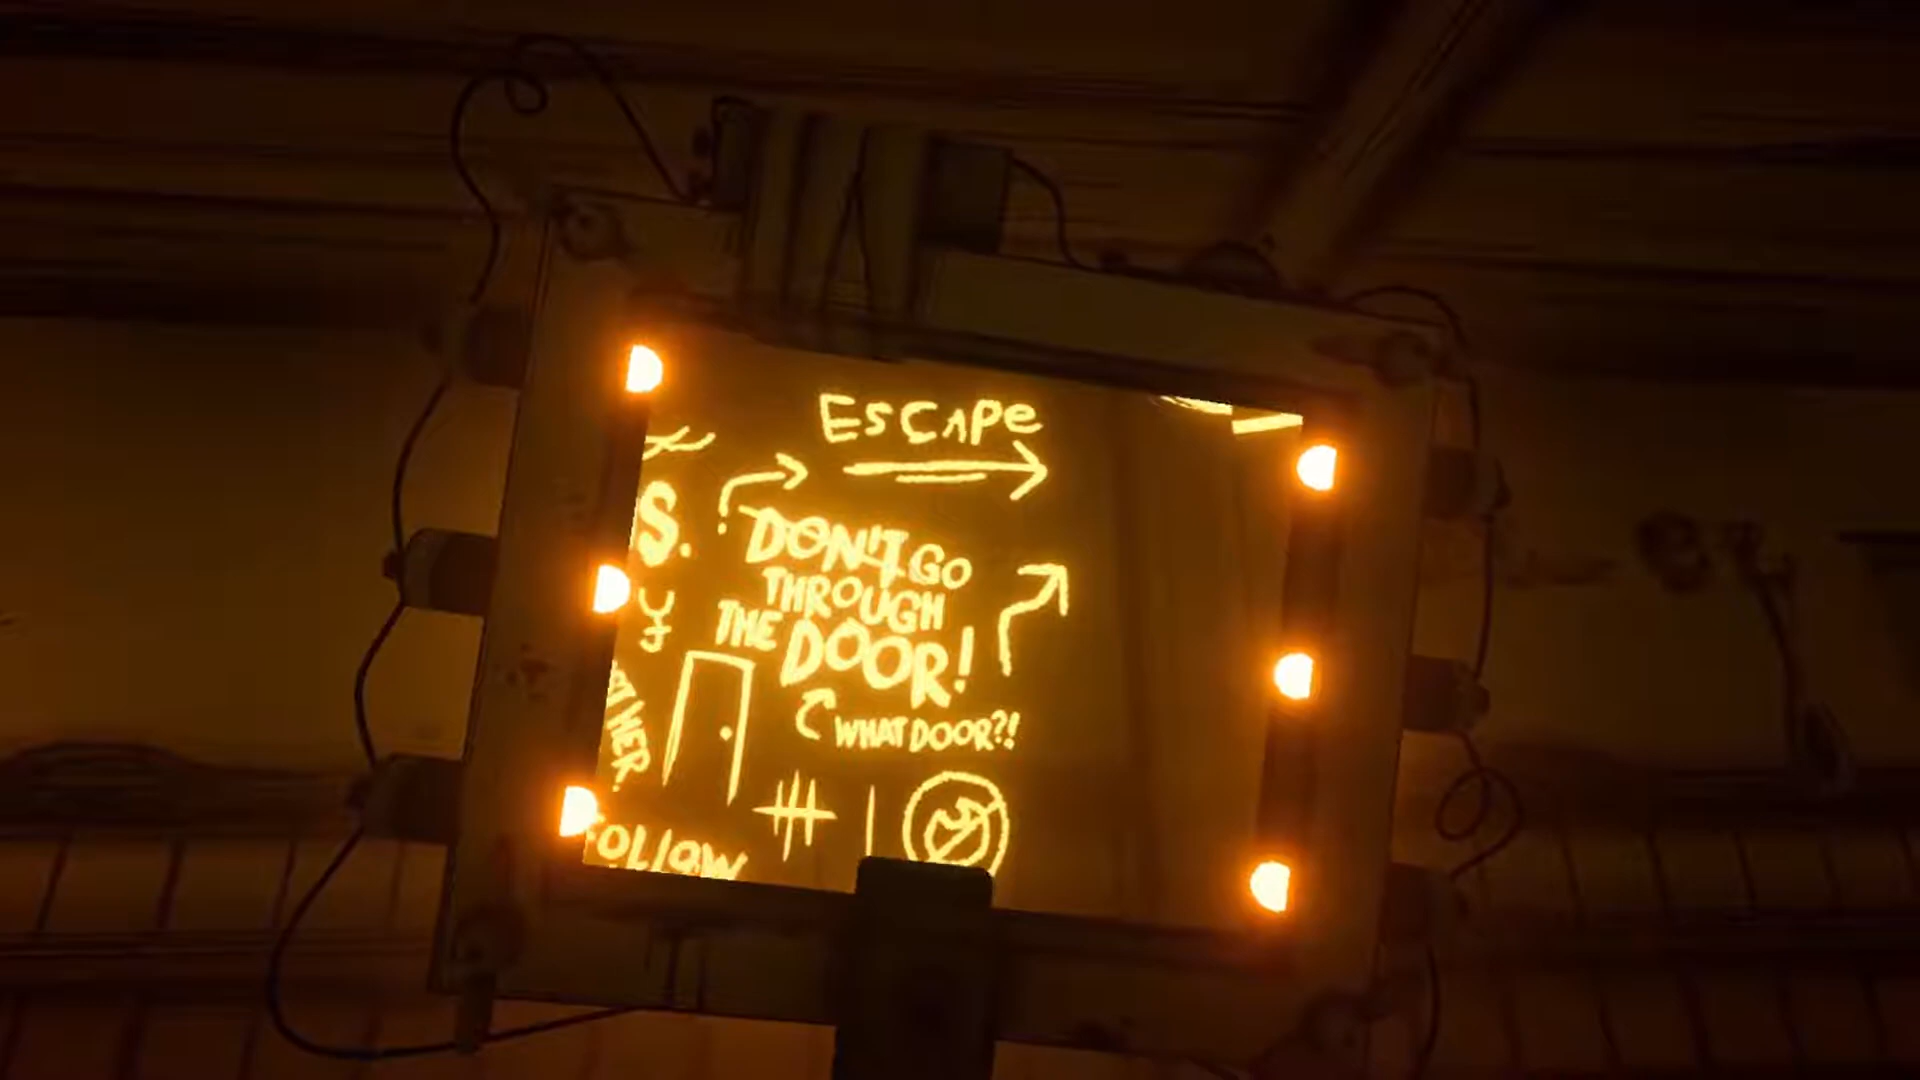 ESCAPE
S.
DON'T GO
THROUGH
THE DOOR!
WHAT DOOR?!
FOLLOW